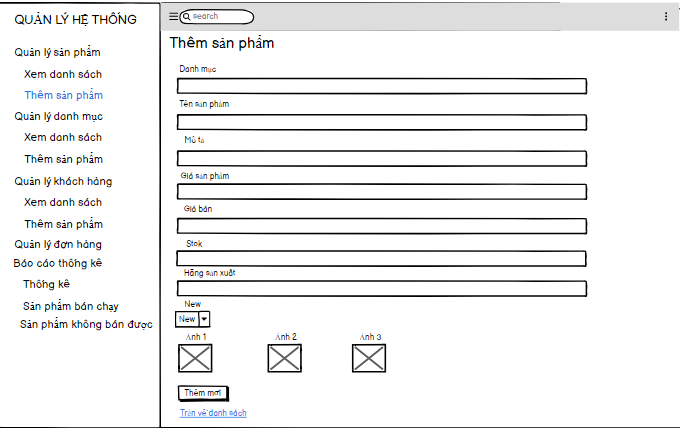 QUẢN LÝ HỆ THỐNG
Quản lý sản phẩm
Xem danh sách
Thêm sản phẩm
Quản lý danh mục
Xem danh sách
Thêm sản phẩm
Quản lý khách hàng
Xem danh sách
Thêm sản phẩm
Quản lý đơn hàng
Báo cáo thống kê
Thống kê
Sản phẩm bán chạy
Sản phẩm không bán được
search
Thêm sản phẩm
Danh mục
Tên sản phẩm
Mô tả
Giá sản phẩm
Giá bán
Stok
Hãng sản xuất
New
New
Ảnh 1
Ảnh 2
Ảnh 3
Thêm mới
Trản về danh sách